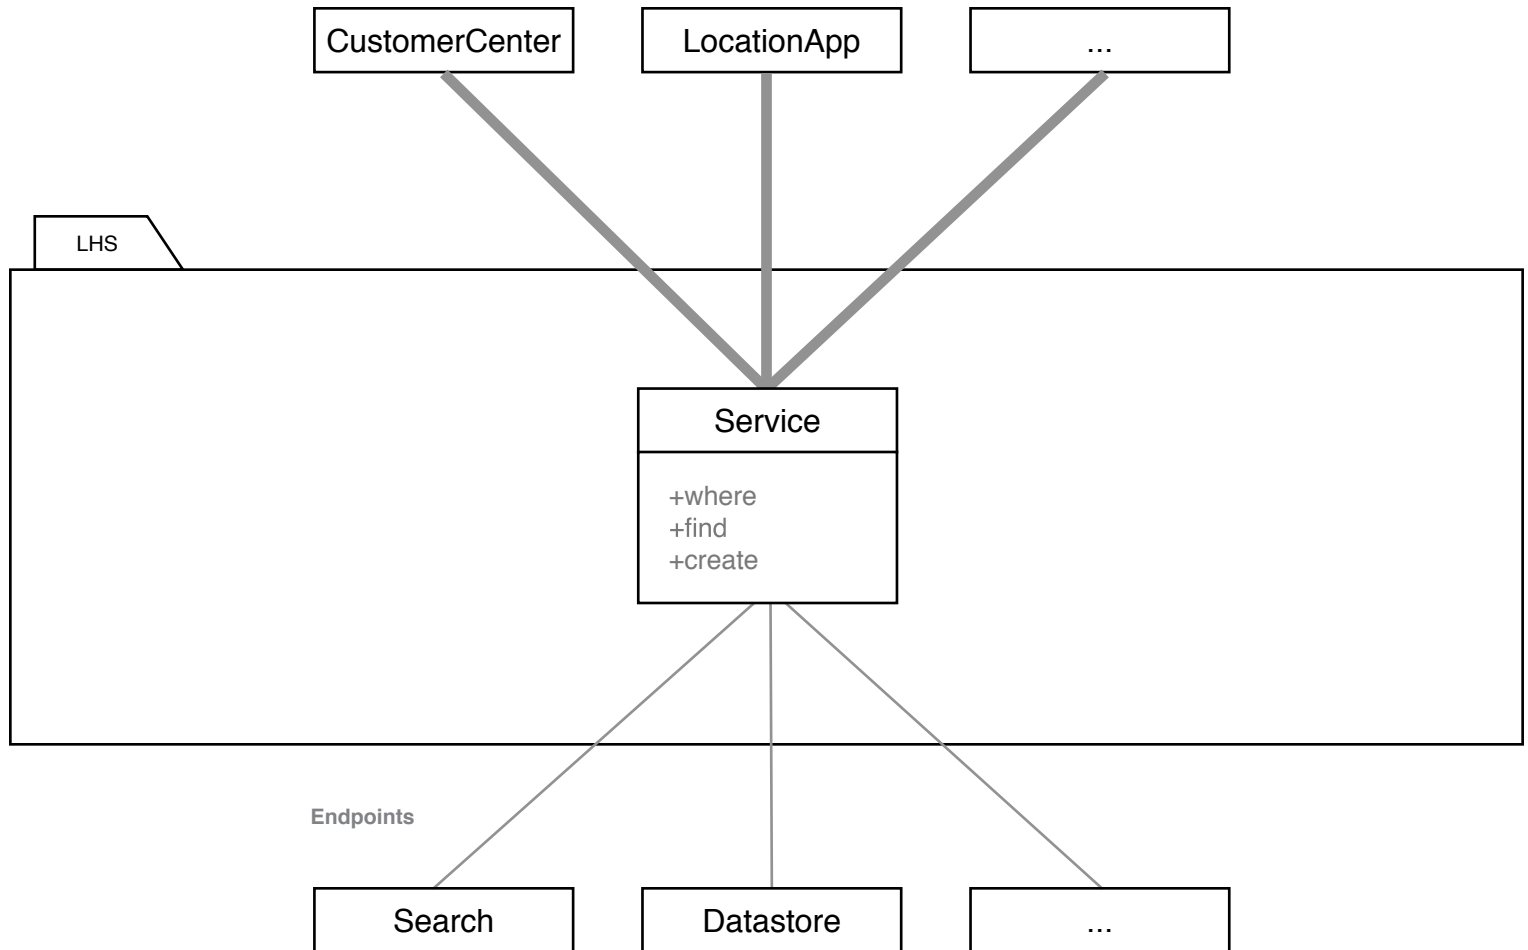 CustomerCenter
LocationApp
...
LHS
Service
+where
+find
+create
Endpoints
Search
Datastore
...